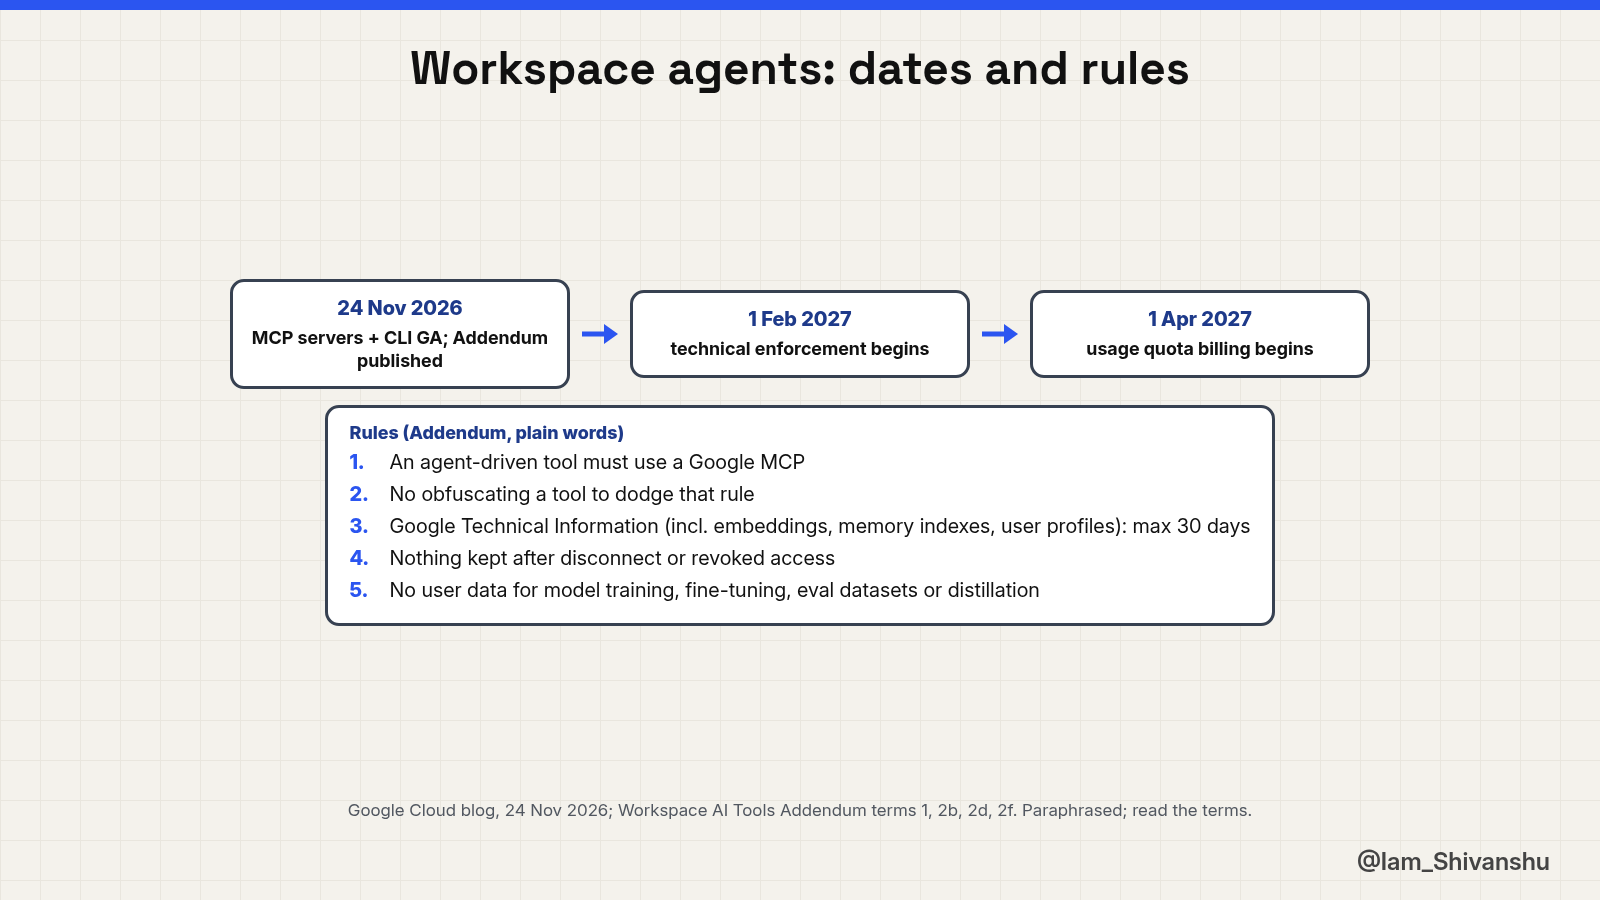 Workspace agents: dates and rules
24 Nov 2026
MCP servers + CLI GA; Addendum
published
1 Feb 2027
technical enforcement begins
1 Apr 2027
usage quota billing begins
Rules (Addendum, plain words)
1. An agent-driven tool must use a Google MCP
2. No obfuscating a tool to dodge that rule
3. Google Technical Information (incl. embeddings, memory indexes, user profiles): max 30 days
4. Nothing kept after disconnect or revoked access
5. No user data for model training, fine-tuning, eval datasets or distillation
Google Cloud blog, 24 Nov 2026; Workspace AI Tools Addendum terms 1, 2b, 2d, 2f. Paraphrased; read the terms.
@Iam_Shivanshu